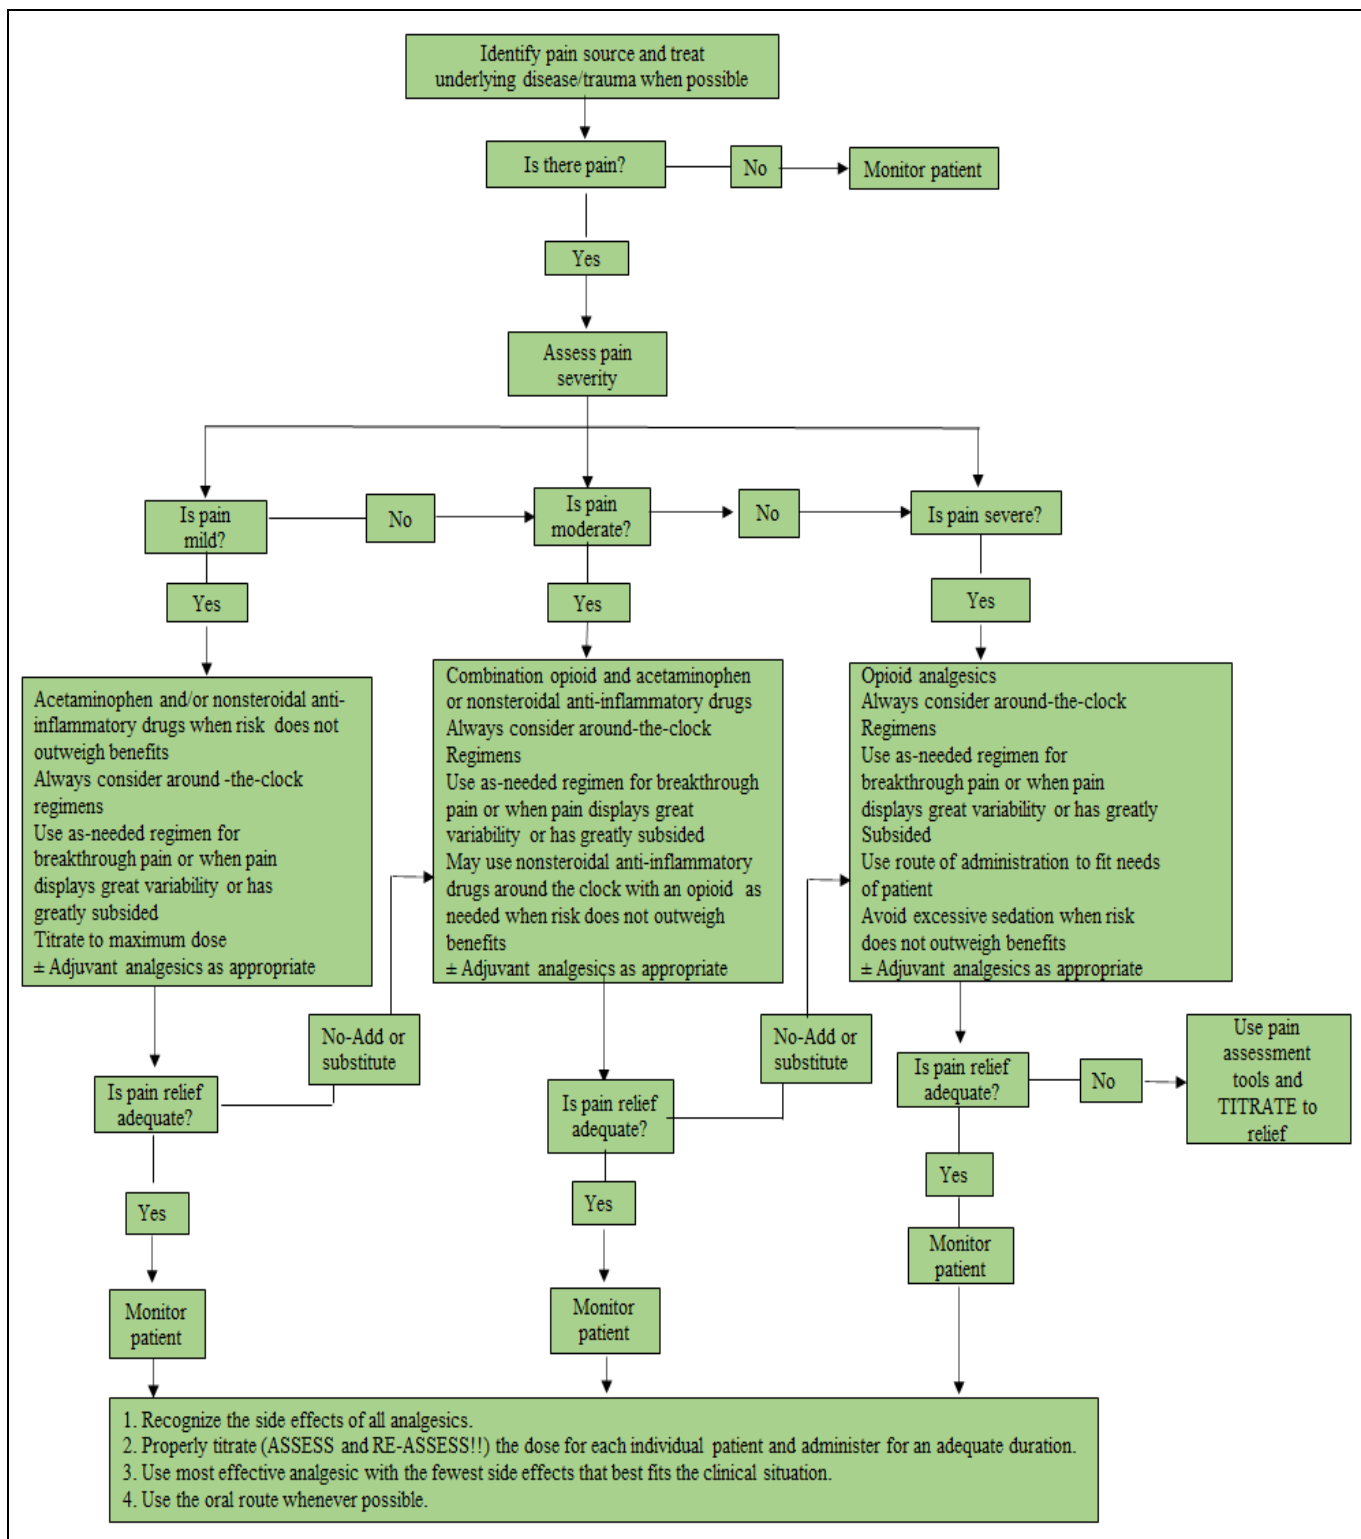 Identify pain source and treat
underlying disease/trauma when possible
Is there pain?
No
Monitor patient
Yes
Assess pain
severity
Is pain
mild?
No
Is pain
moderate?
No
Is pain severe?
Yes
Yes
Yes
Acetaminophen and/or nonsteroidal anti-
inflammatory drugs when risk does not
outweigh benefits
Always consider around -the-clock
regimens
Use as-needed regimen for
breakthrough pain or when pain
displays great variability or has
greatly subsided
Titrate to maximum dose
± Adjuvant analgesics as appropriate
Combination opioid and acetaminophen
or nonsteroidal anti-inflammatory drugs
Always consider around-the-clock
Regimens
Use as-needed regimen for breakthrough
pain or when pain displays great
variability or has greatly subsided
May use nonsteroidal anti-inflammatory
drugs around the clock with an opioid as
needed when risk does not outweigh
benefits
± Adjuvant analgesics as appropriate
Opioid analgesics
Always consider around-the-clock
Regimens
Use as-needed regimen for
breakthrough pain or when pain
displays great variability or has greatly
Subsided
Use route of administration to fit needs
of patient
Avoid excessive sedation when risk
does not outweigh benefits
± Adjuvant analgesics as appropriate
Is pain relief
adequate?
No-Add or
substitute
Is pain relief
adequate?
No-Add or
substitute
Is pain relief
adequate?
No
Use pain
assessment
tools and
TITRATE to
relief
Yes
Yes
Yes
Monitor
patient
Monitor
patient
Monitor
patient
1. Recognize the side effects of all analgesics.
2. Properly titrate (ASSESS and RE-ASSESS!!) the dose for each individual patient and administer for an adequate duration.
3. Use most effective analgesic with the fewest side effects that best fits the clinical situation.
4. Use the oral route whenever possible.